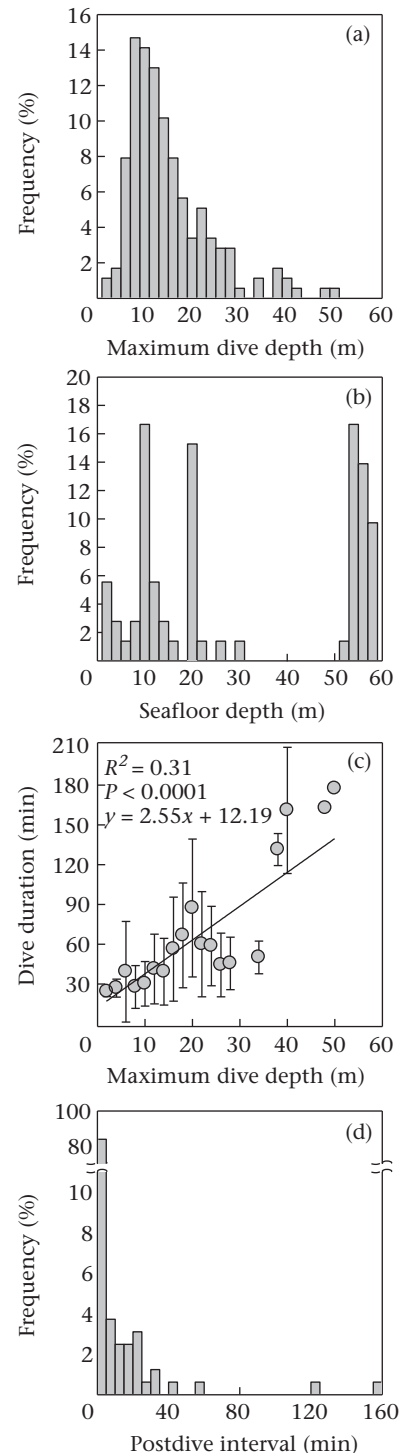 16
(a)
14
12
10
8
6
4
2
Frequency (%)
0 10 20 30 40 50 60
Maximum dive depth (m)
20
(b)
18
16
14
12
10
8
6
4
2
Frequency (%)
0 10 20 30 40 50 60
Seafloor depth (m)
210
(c)
R² = 0.31
180
P < 0.0001
y = 2.55x + 12.19
150
120
90
60
30
Dive duration (min)
0 10 20 30 40 50 60
Maximum dive depth (m)
100
(d)
80
10
8
6
4
2
Frequency (%)
0 40 80 120 160
Postdive interval (min)